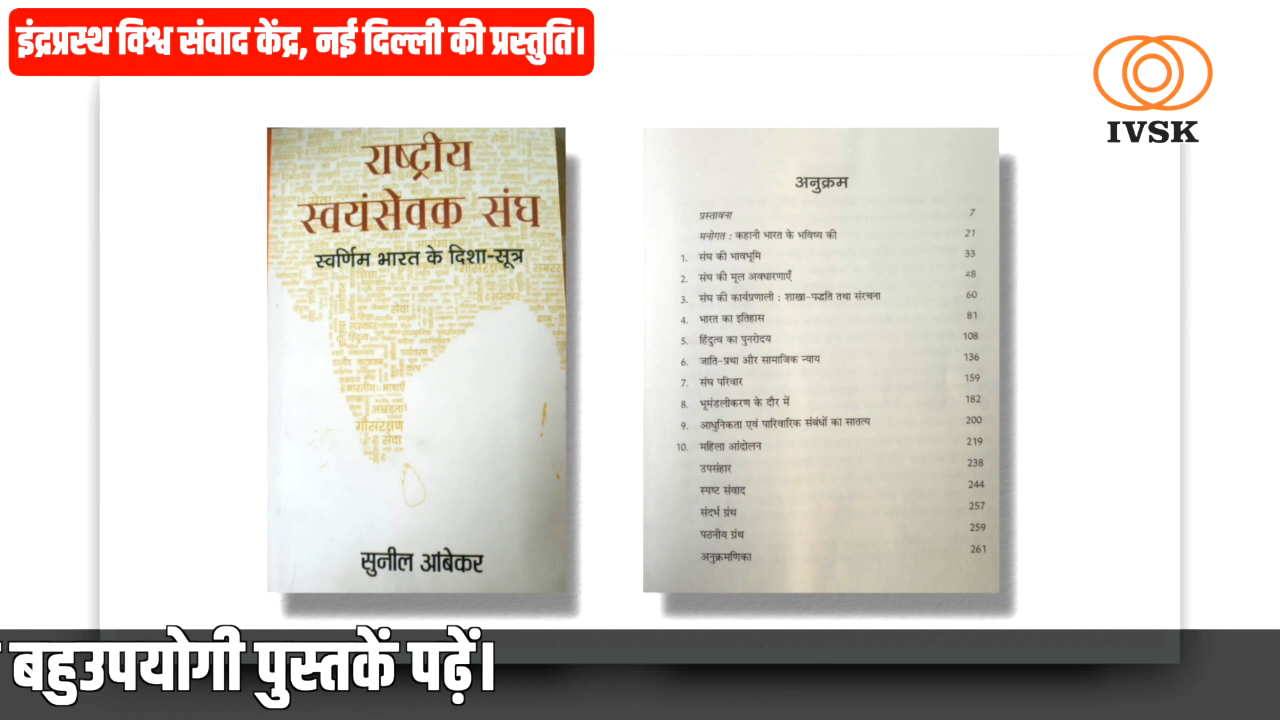 इंद्रप्रस्थ विश्व संवाद केंद्र, नई दिल्ली की प्रस्तुति।
IVSK
राष्ट्रीय
स्वयंसेवक संघ
स्वर्णिम भारत के दिशा-सूत्र
सुनील आंबेकर
अनुक्रम
प्रस्तावना 7
मनोगत : कहानी भारत के भविष्य की 21
1. संघ की भावभूमि 33
2. संघ की मूल अवधारणाएँ 48
3. संघ की कार्यप्रणाली : शाखा-पद्धति तथा संरचना 60
4. भारत का इतिहास 81
5. हिंदुत्व का पुनरोदय 108
6. जाति-प्रथा और सामाजिक न्याय 136
7. संघ परिवार 159
8. भूमंडलीकरण के दौर में 182
9. आधुनिकता एवं पारिवारिक संबंधों का सातत्य 200
10. महिला आंदोलन 219
उपसंहार 238
स्पष्ट संवाद 244
संदर्भ ग्रंथ 257
पठनीय ग्रंथ 259
अनुक्रमणिका 261
बहुउपयोगी पुस्तकें पढ़ें।